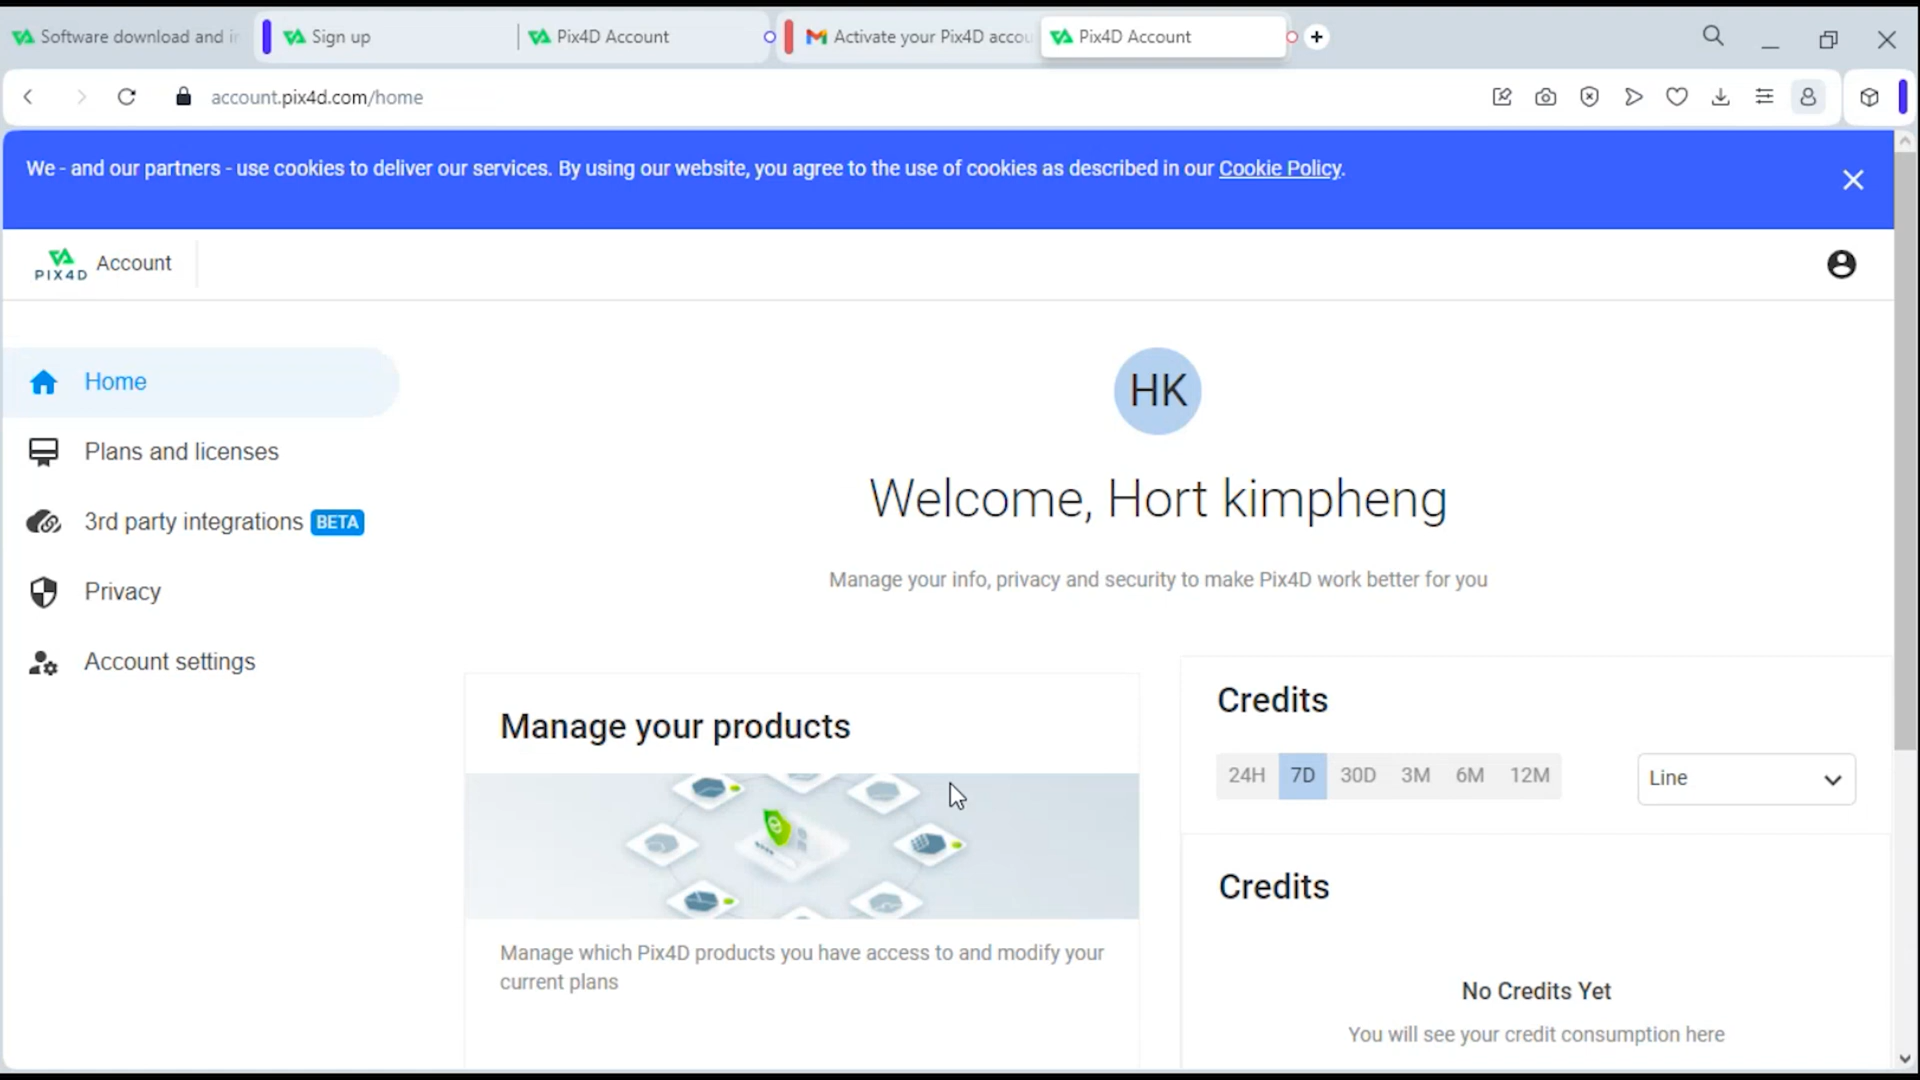 Software download and i
Sign up
Pix4D Account
Activate your Pix4D accou
Pix4D Account
account.pix4d.com/home
We - and our partners - use cookies to deliver our services. By using our website, you agree to the use of cookies as described in our Cookie Policy.
PIX4D Account
Home
Plans and licenses
3rd party integrations BETA
Privacy
Account settings
HK
Welcome, Hort kimpheng
Manage your info, privacy and security to make Pix4D work better for you
Manage your products
Manage which Pix4D products you have access to and modify your
current plans
Credits
24H 7D 30D 3M 6M 12M
Line
Credits
No Credits Yet
You will see your credit consumption here